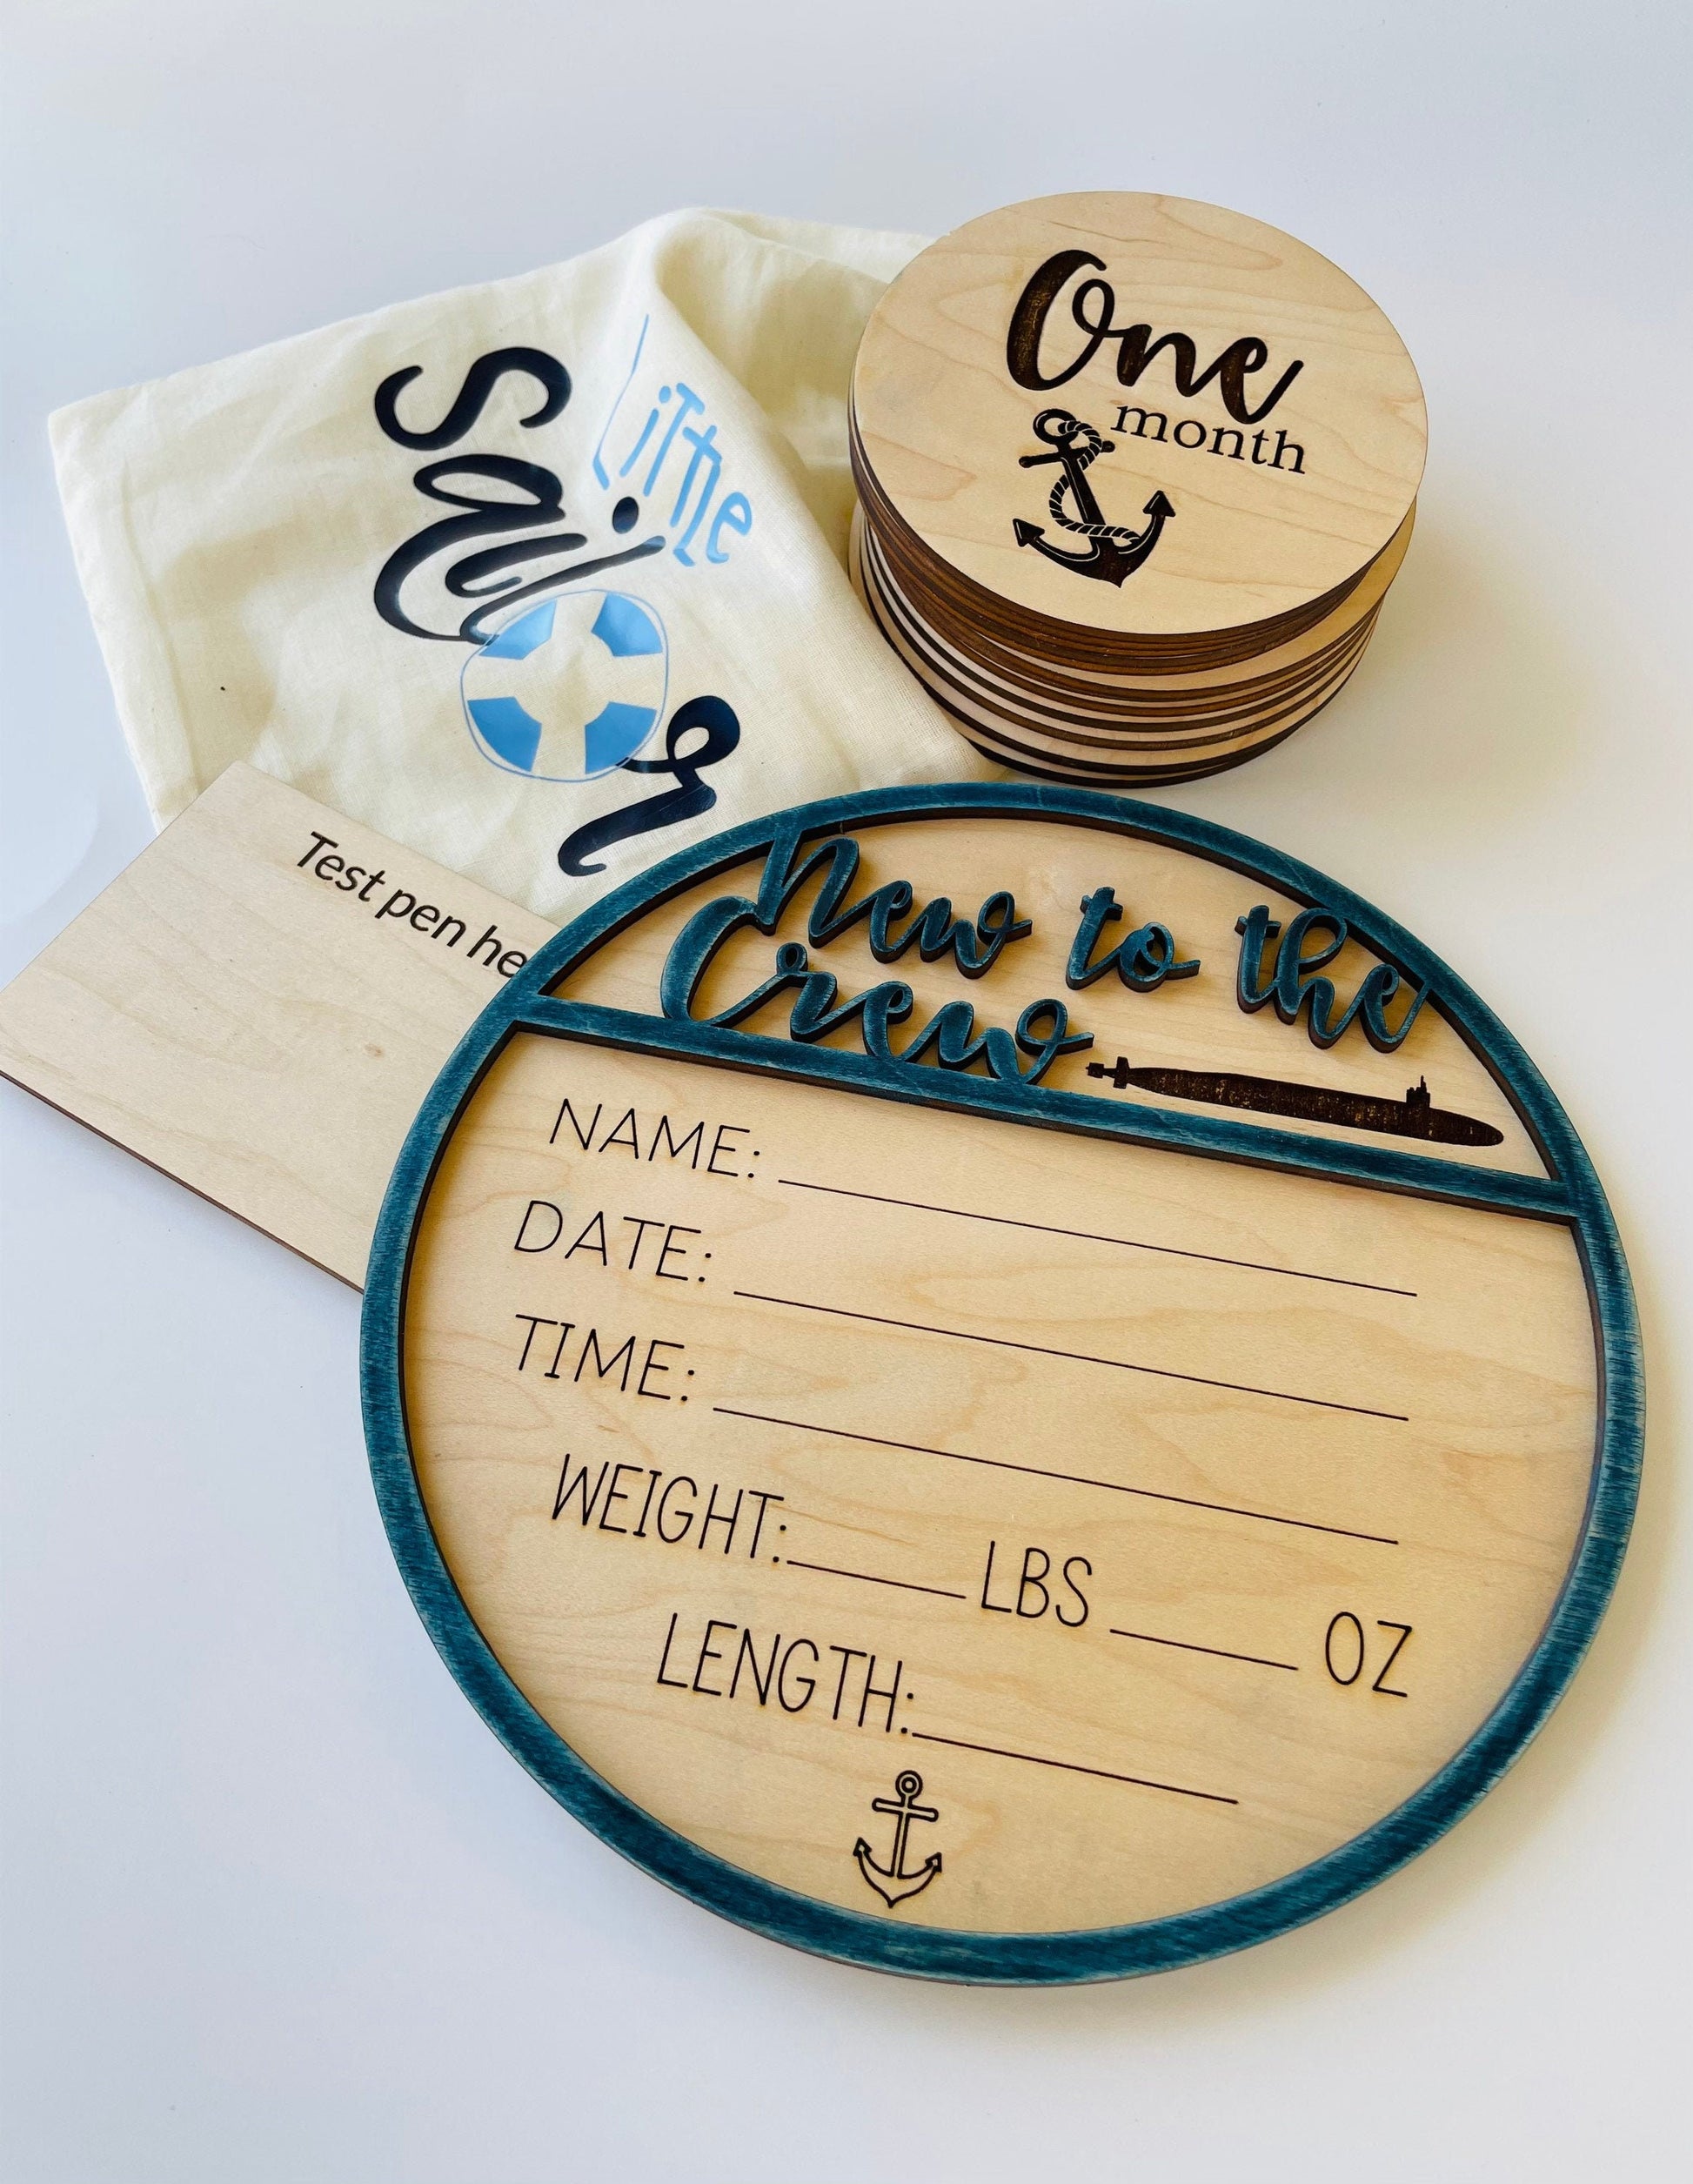 One
month
Little
Sailor
Test pen he
New to the
Crew
NAME:
DATE:
TIME:
WEIGHT: LBS OZ
LENGTH: